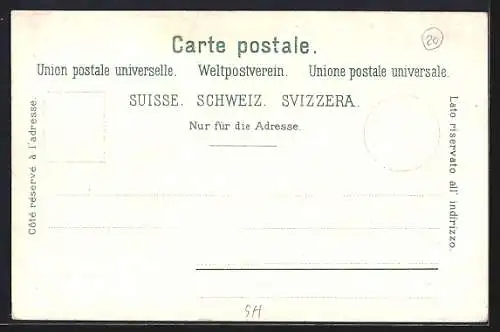 Carte postale.
20
Union postale universelle. Weltpostverein. Unione postale universale.
SUISSE. SCHWEIZ. SVIZZERA.
Nur für die Adresse.
Côté réservé à l'adresse.
Lato riservato all' indirizzo.
SH